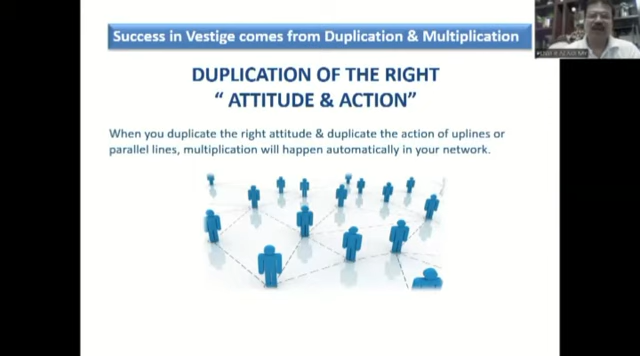 Success in Vestige comes from Duplication & Multiplication
DUPLICATION OF THE RIGHT
“ ATTITUDE & ACTION”
When you duplicate the right attitude & duplicate the action of uplines or
parallel lines, multiplication will happen automatically in your network.